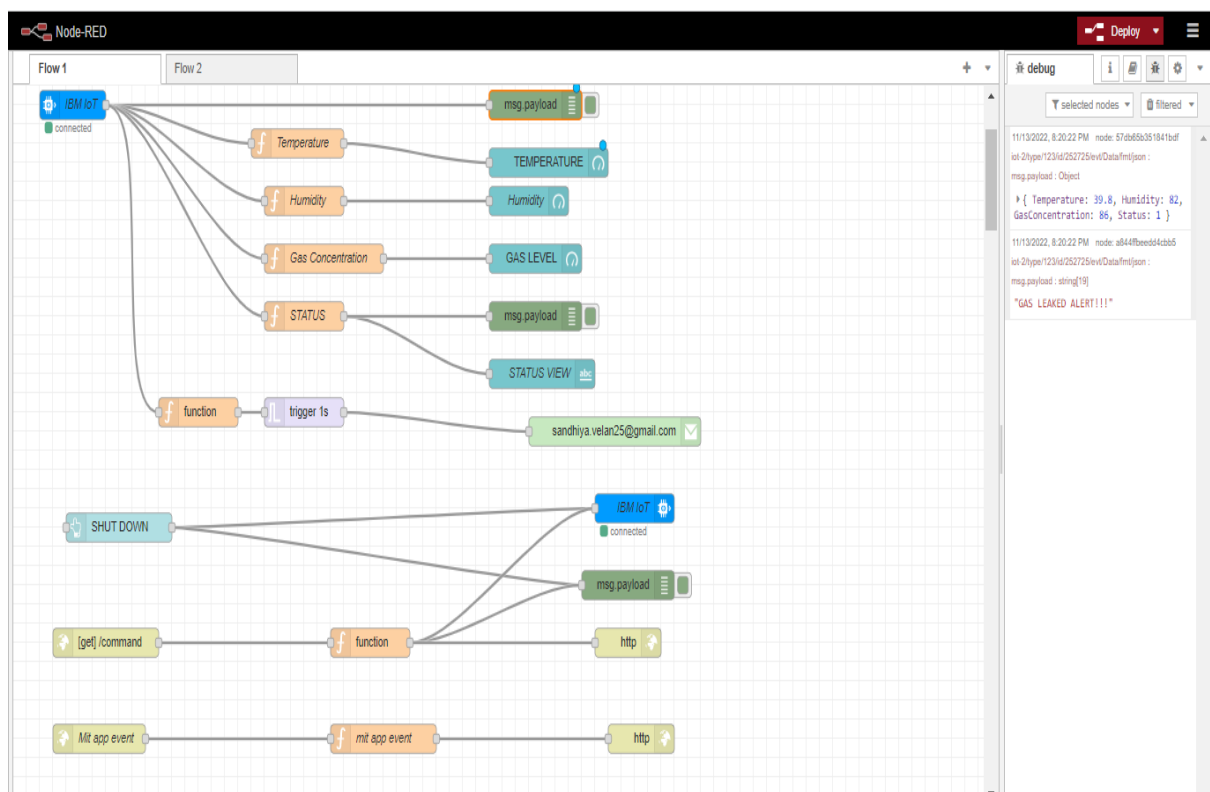 Node-RED
Deploy
Flow 1
Flow 2
debug
i
selected nodes
filtered
IBM IoT
connected
msg.payload
Temperature
TEMPERATURE
Humidity
Humidity
Gas Concentration
GAS LEVEL
STATUS
msg.payload
STATUS VIEW
abc
function
trigger 1s
sandhiya.velan25@gmail.com
SHUT DOWN
IBM IoT
connected
msg.payload
[get] /command
function
http
Mit app event
mit app event
http
11/13/2022, 8:20:22 PM node: 57db65b351841bdf
iot-2/type/123/id/252725/evt/Data/fmt/json :
msg.payload : Object
{ Temperature: 39.8, Humidity: 82,
GasConcentration: 86, Status: 1 }
11/13/2022, 8:20:22 PM node: a844ffbeedd4cbb5
iot-2/type/123/id/252725/evt/Data/fmt/json :
msg.payload : string[19]
"GAS LEAKED ALERT!!!"